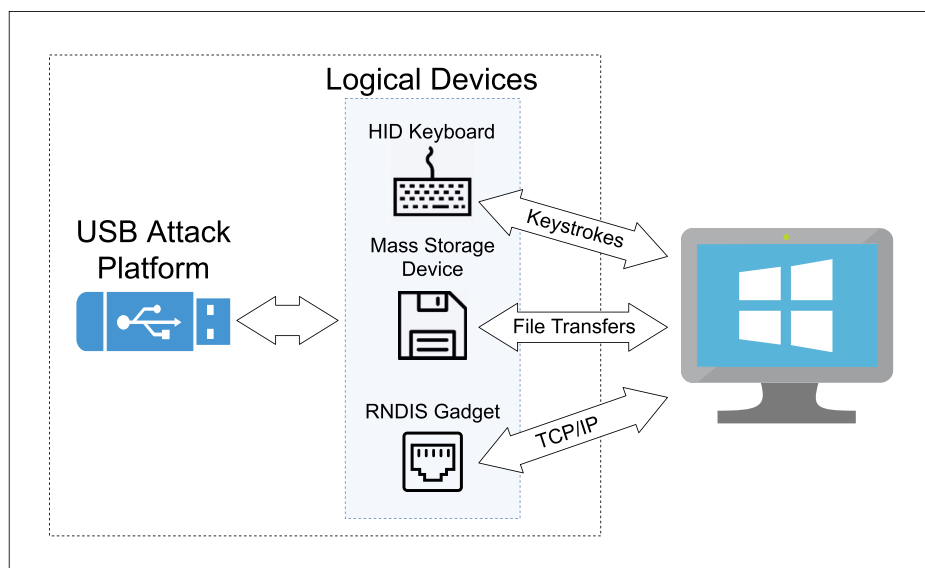 Logical Devices
HID Keyboard
Keystrokes
USB Attack
Platform
Mass Storage
Device
File Transfers
RNDIS Gadget
TCP/IP